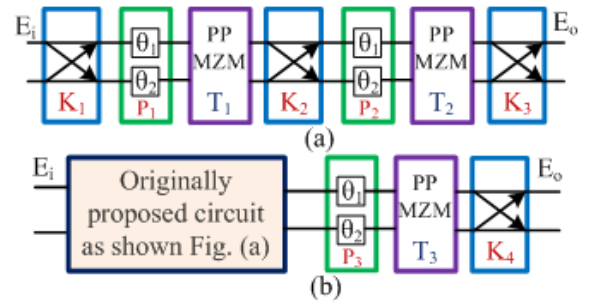 Ei θ1 PP MZM θ1 PP MZM Eo
θ2 θ2
K1 P1 T1 K2 P2 T2 K3
(a)
Ei Originally proposed circuit as shown Fig. (a) θ1 PP MZM Eo
θ2
P3 T3 K4
(b)